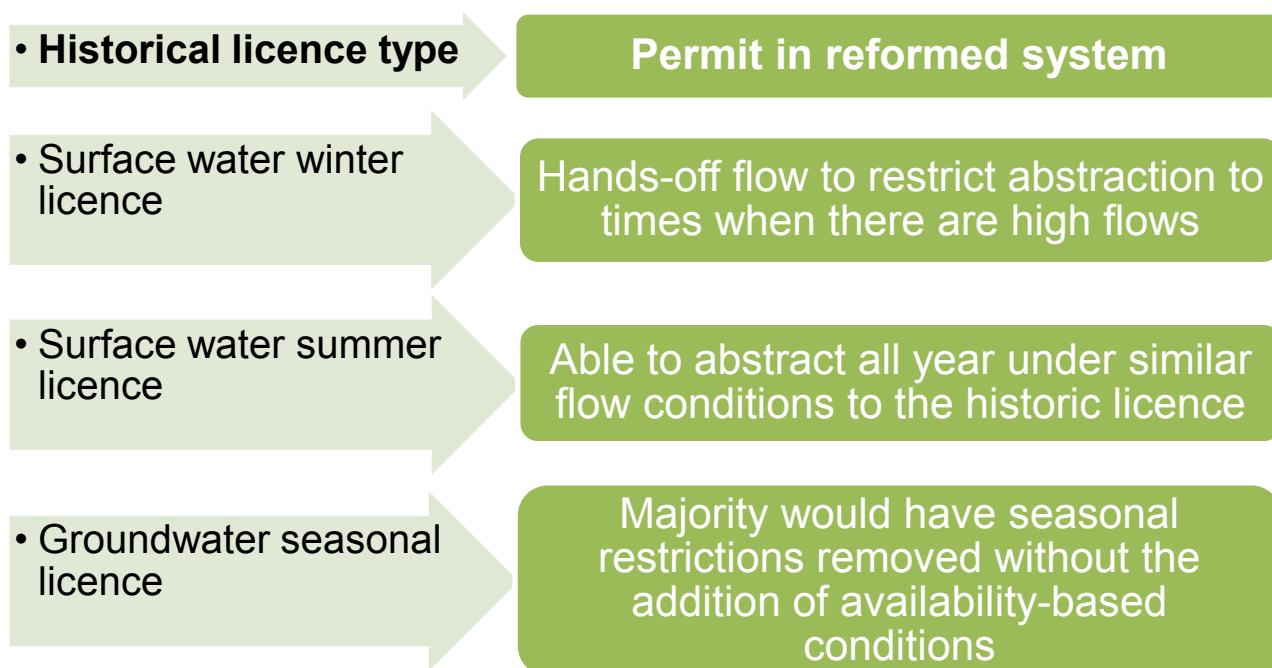 • Historical licence type
Permit in reformed system
• Surface water winter
licence
Hands-off flow to restrict abstraction to
times when there are high flows
• Surface water summer
licence
Able to abstract all year under similar
flow conditions to the historic licence
• Groundwater seasonal
licence
Majority would have seasonal
restrictions removed without the
addition of availability-based
conditions